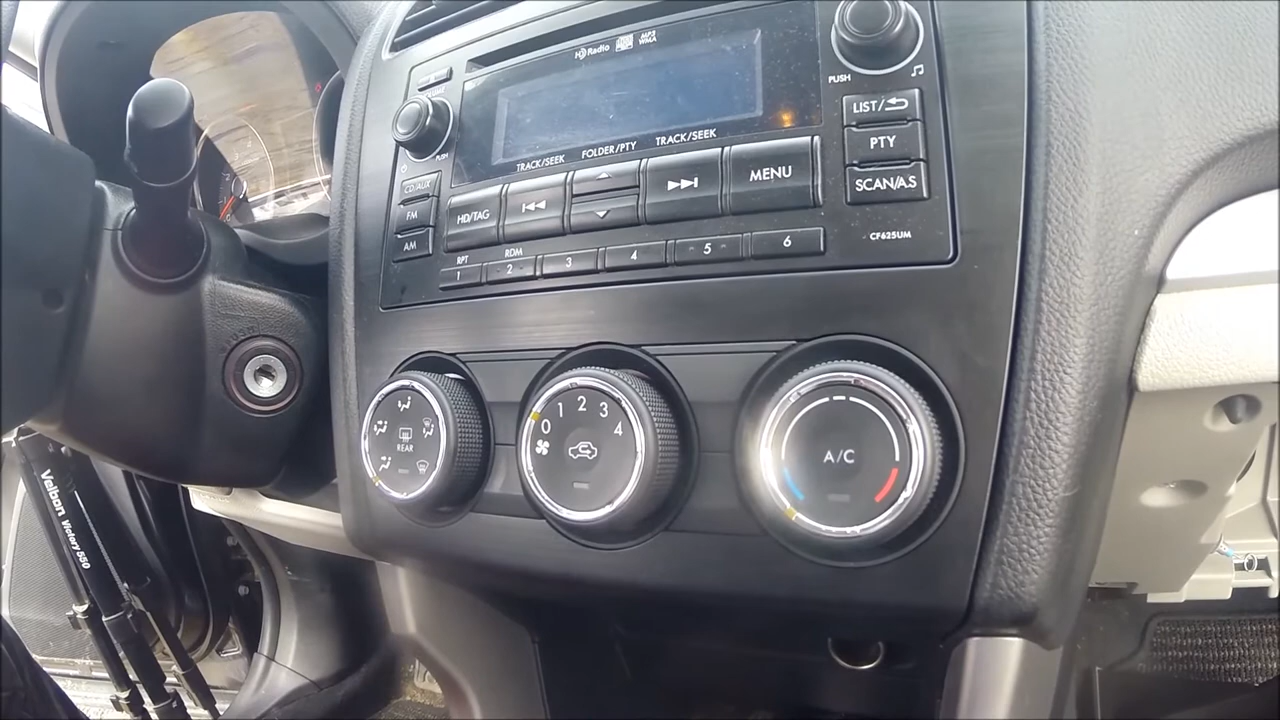 HD Radio
MP3
WMA
VOLUME
PUSH
PUSH
LIST/
PTY
SCAN/A.S
TRACK/SEEK
FOLDER/PTY
TRACK/SEEK
CD/AUX
FM
AM
HD/TAG
MENU
RPT
RDM
1
2
3
4
5
6
CF625UM
REAR
0 1 2 3 4
A/C
Velbon Victory 550